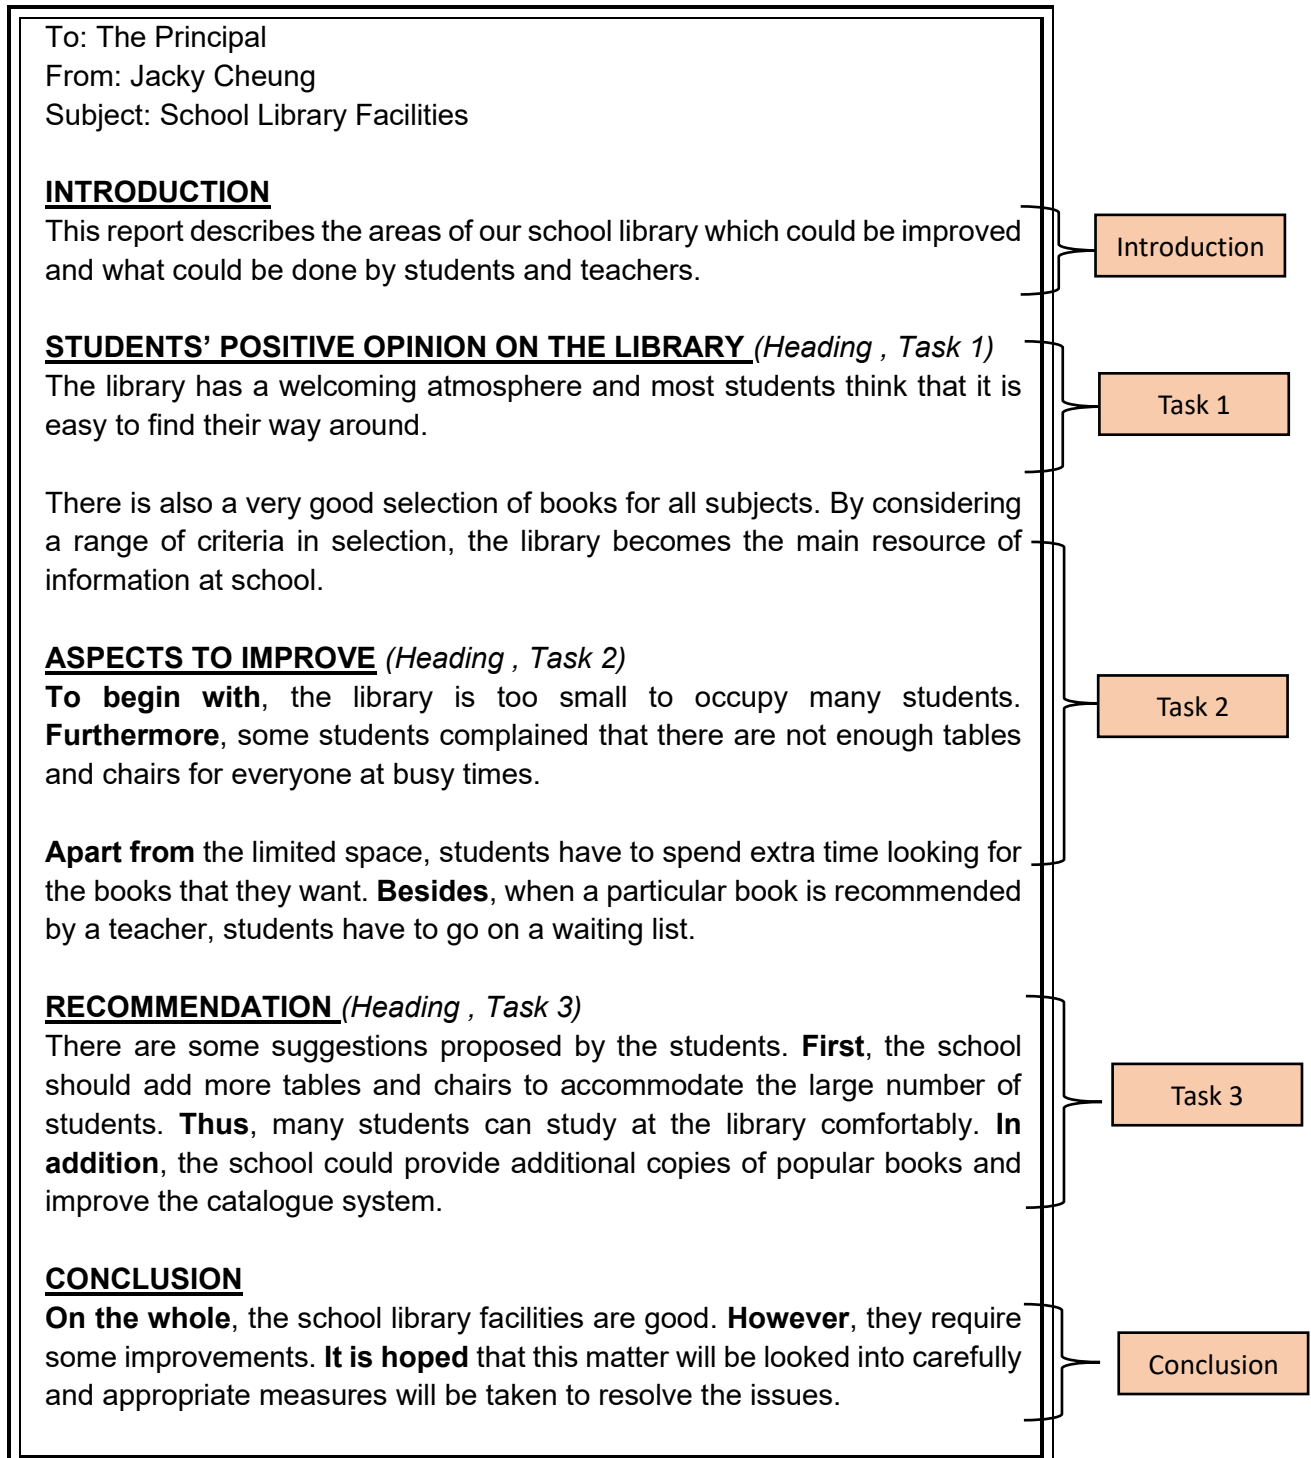 To: The Principal
From: Jacky Cheung
Subject: School Library Facilities
INTRODUCTION
This report describes the areas of our school library which could be improved
and what could be done by students and teachers.
Introduction
STUDENTS’ POSITIVE OPINION ON THE LIBRARY (Heading , Task 1)
The library has a welcoming atmosphere and most students think that it is
easy to find their way around.
Task 1
There is also a very good selection of books for all subjects. By considering
a range of criteria in selection, the library becomes the main resource of
information at school.
ASPECTS TO IMPROVE (Heading , Task 2)
To begin with, the library is too small to occupy many students.
Furthermore, some students complained that there are not enough tables
and chairs for everyone at busy times.
Task 2
Apart from the limited space, students have to spend extra time looking for
the books that they want. Besides, when a particular book is recommended
by a teacher, students have to go on a waiting list.
RECOMMENDATION (Heading , Task 3)
There are some suggestions proposed by the students. First, the school
should add more tables and chairs to accommodate the large number of
students. Thus, many students can study at the library comfortably. In
addition, the school could provide additional copies of popular books and
improve the catalogue system.
Task 3
CONCLUSION
On the whole, the school library facilities are good. However, they require
some improvements. It is hoped that this matter will be looked into carefully
and appropriate measures will be taken to resolve the issues.
Conclusion